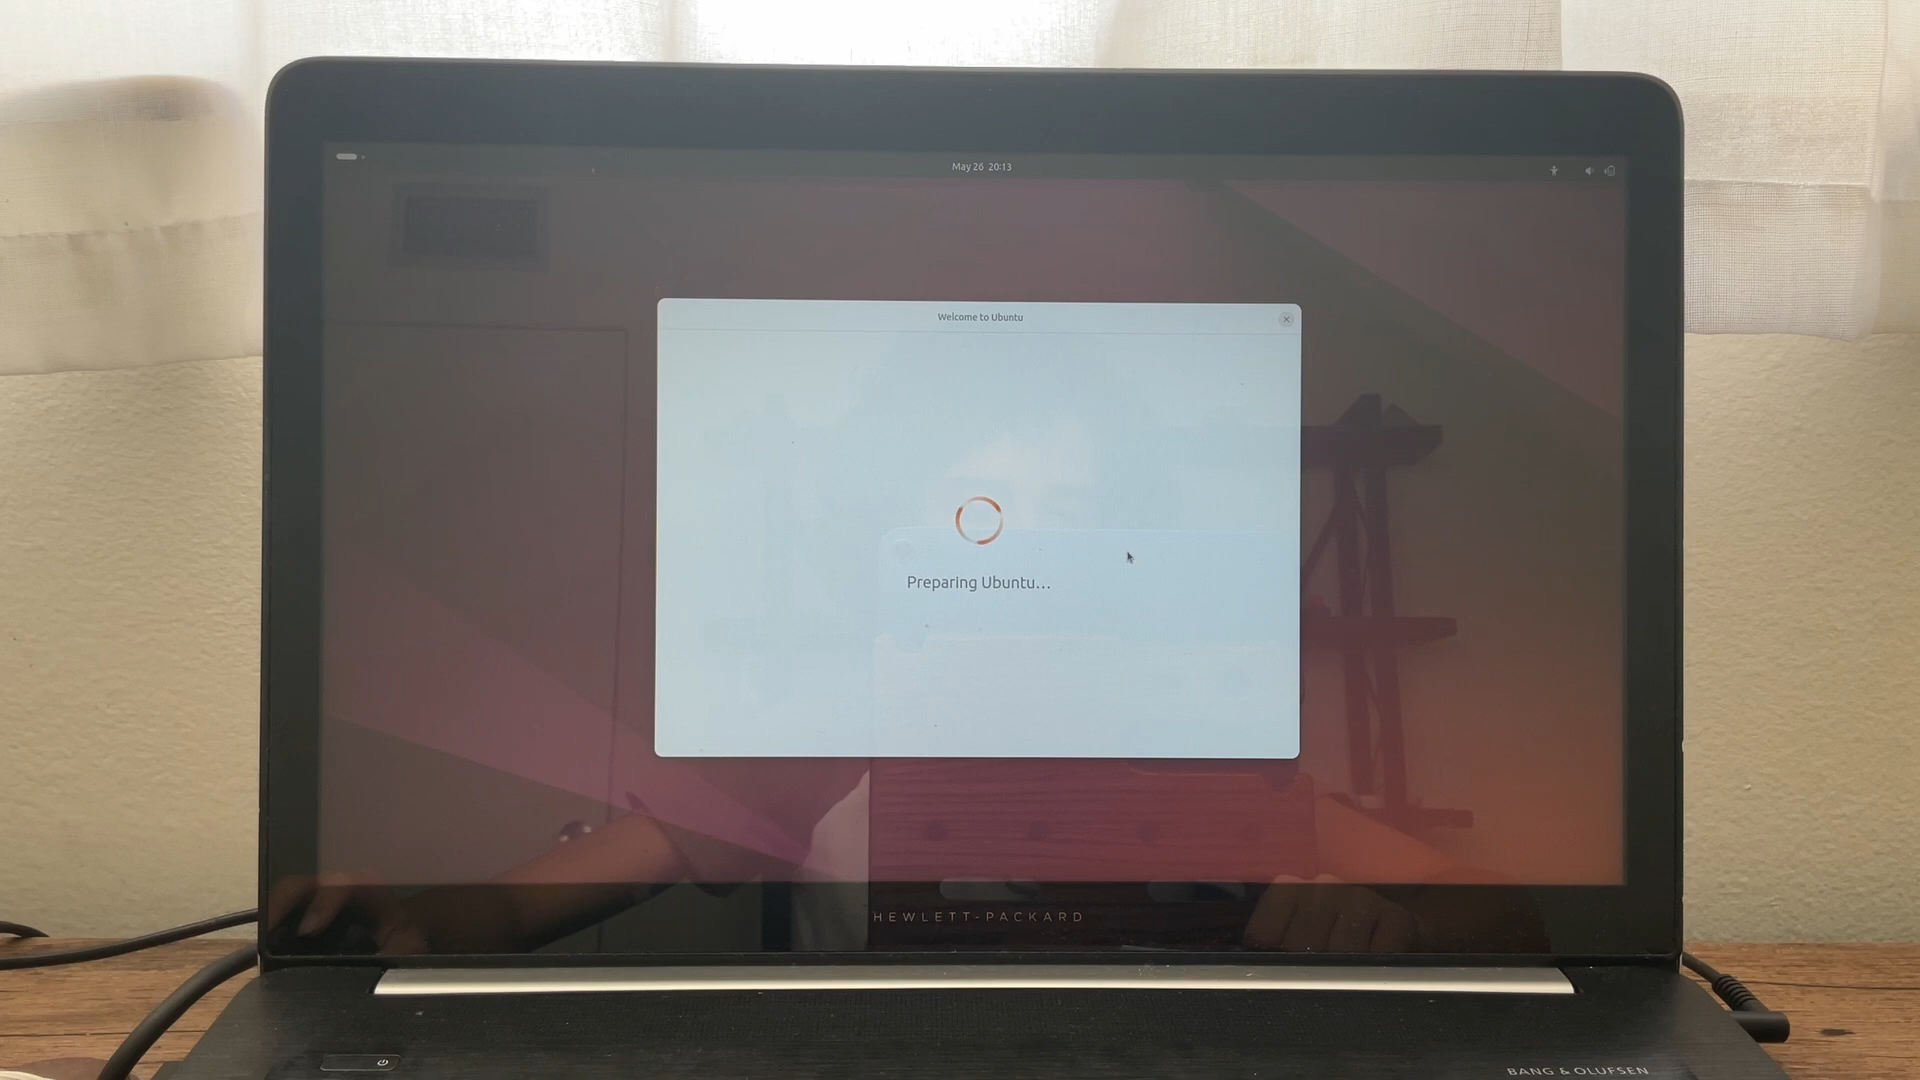 May 26 20:13
Welcome to Ubuntu
Preparing Ubuntu...
HEWLETT-PACKARD
BANG & OLUFSEN